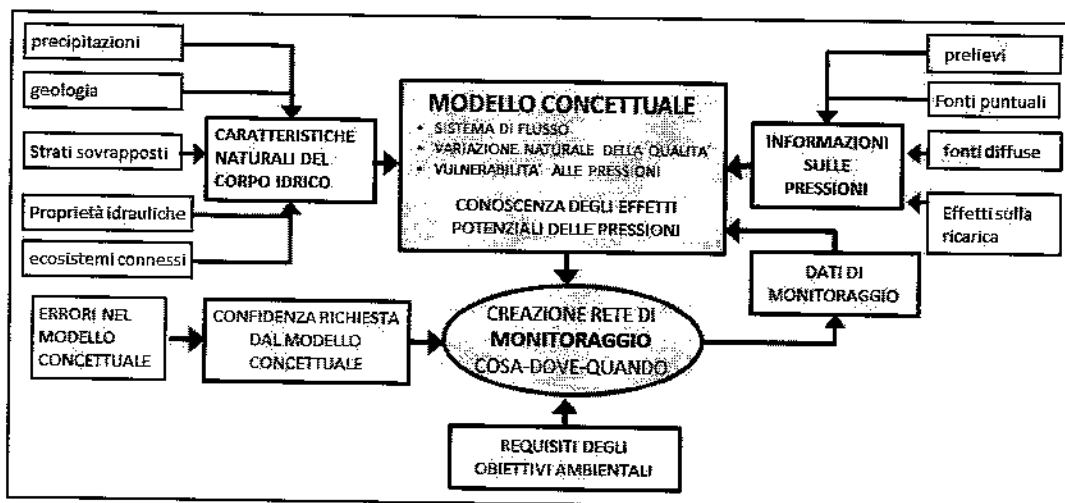 precipitazioni
geologia
Strati sovrapposti
Proprietà idrauliche
ecosistemi connessi
CARATTERISTICHE
NATURALI DEL
CORPO IDRICO
MODELLO CONCETTUALE
• SISTEMA DI FLUSSO
• VARIAZIONE NATURALE DELLA QUALITA'
• VULNERABILITA' ALLE PRESSIONI
CONOSCENZA DEGLI EFFETTI
POTENZIALI DELLE PRESSIONI
prelievi
Fonti puntuali
fonti diffuse
Effetti sulla
ricarica
INFORMAZIONI
SULLE
PRESSIONI
DATI DI
MONITORAGGIO
ERRORI NEL
MODELLO
CONCETTUALE
CONFIDENZA RICHIESTA
DAL MODELLO
CONCETTUALE
CREAZIONE RETE DI
MONITORAGGIO
COSA-DOVE-QUANDO
REQUISITI DEGLI
OBIETTIVI AMBIENTALI